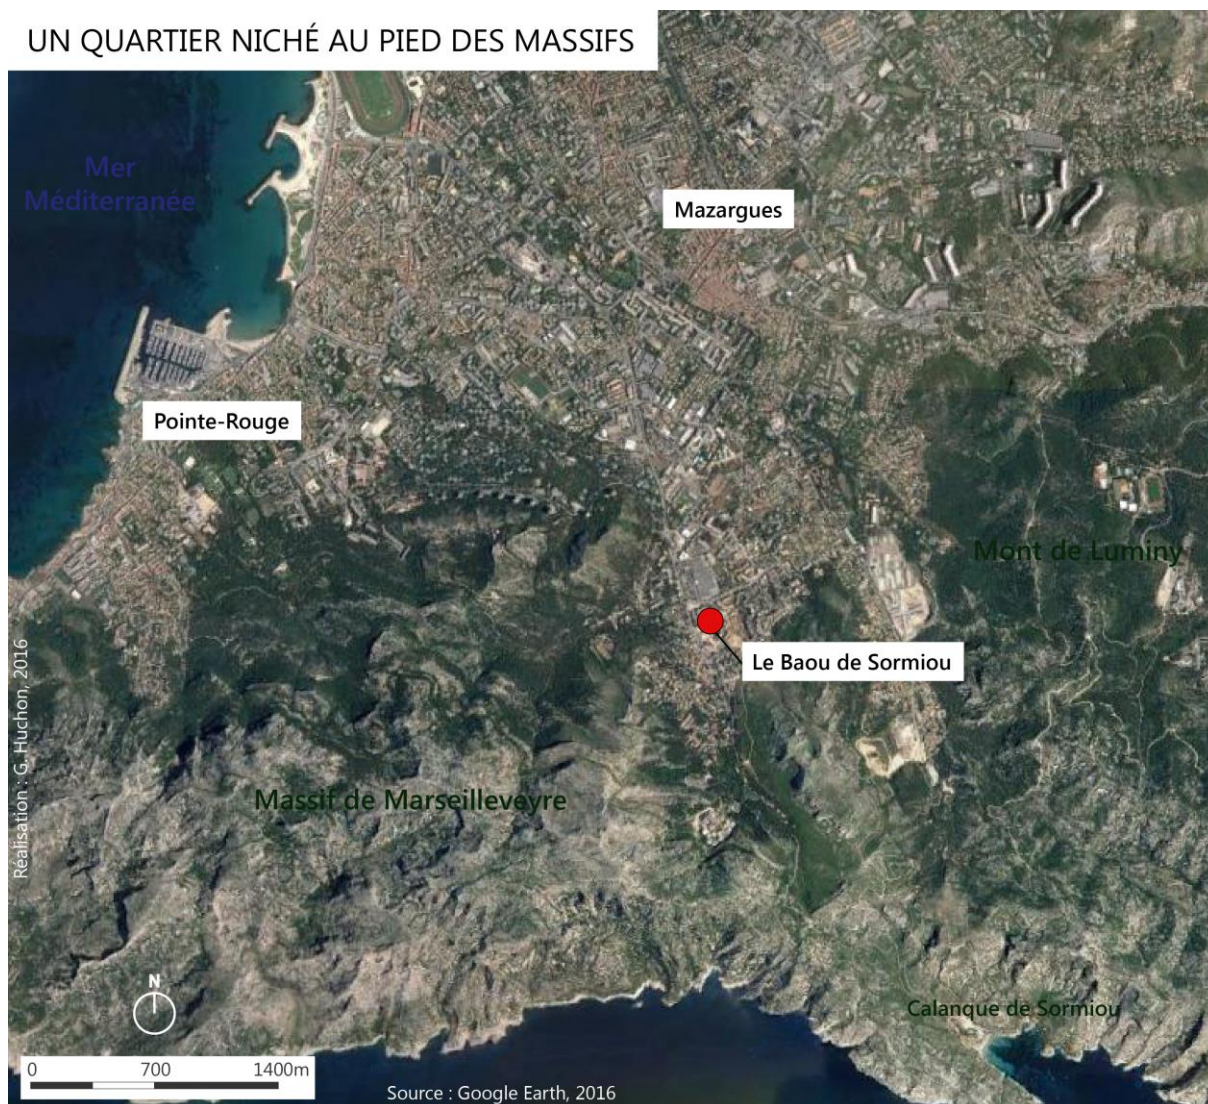 UN QUARTIER NICHÉ AU PIED DES MASSIFS
Mer
Méditerranée
Mazargues
Pointe-Rouge
Mont de Luminy
Le Baou de Sormiou
Massif de Marseilleveyre
Réalisation : G. Huchon, 2016
N
Calanque de Sormiou
0 700 1400m
Source : Google Earth, 2016